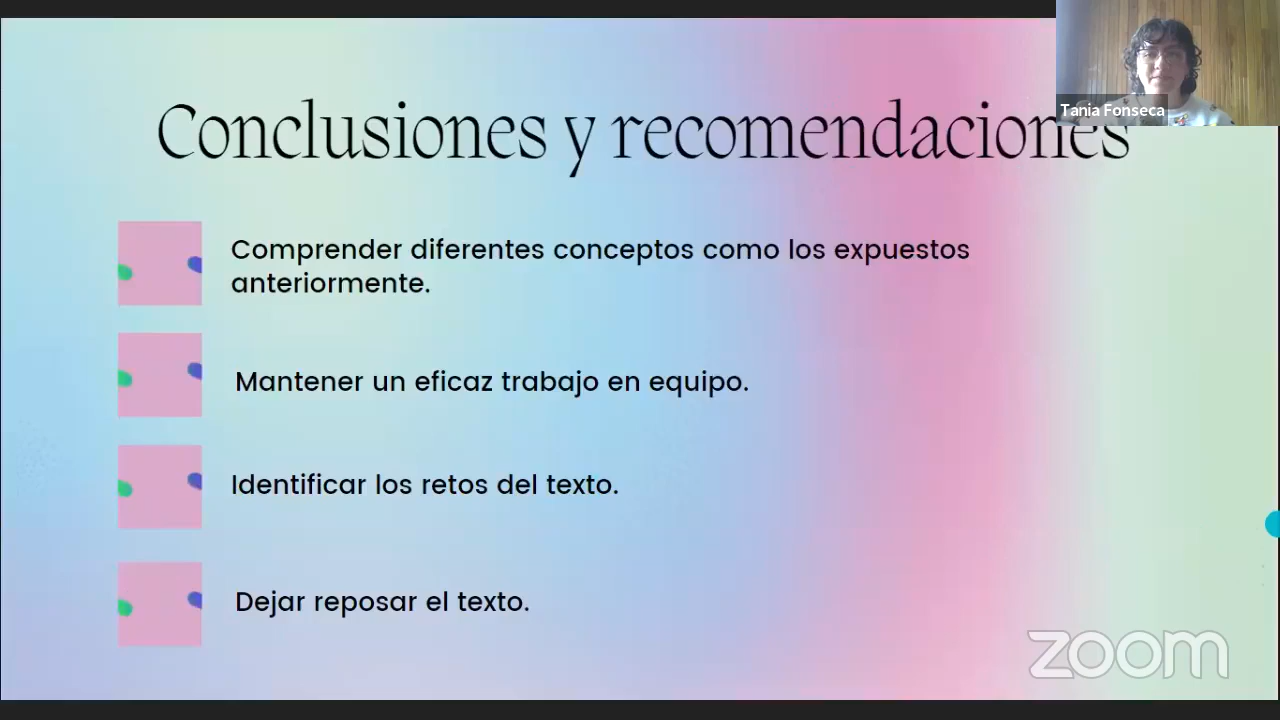 Tania Fonseca
Conclusiones y recomendaciones
Comprender diferentes conceptos como los expuestos
anteriormente.
Mantener un eficaz trabajo en equipo.
Identificar los retos del texto.
Dejar reposar el texto.
zoom